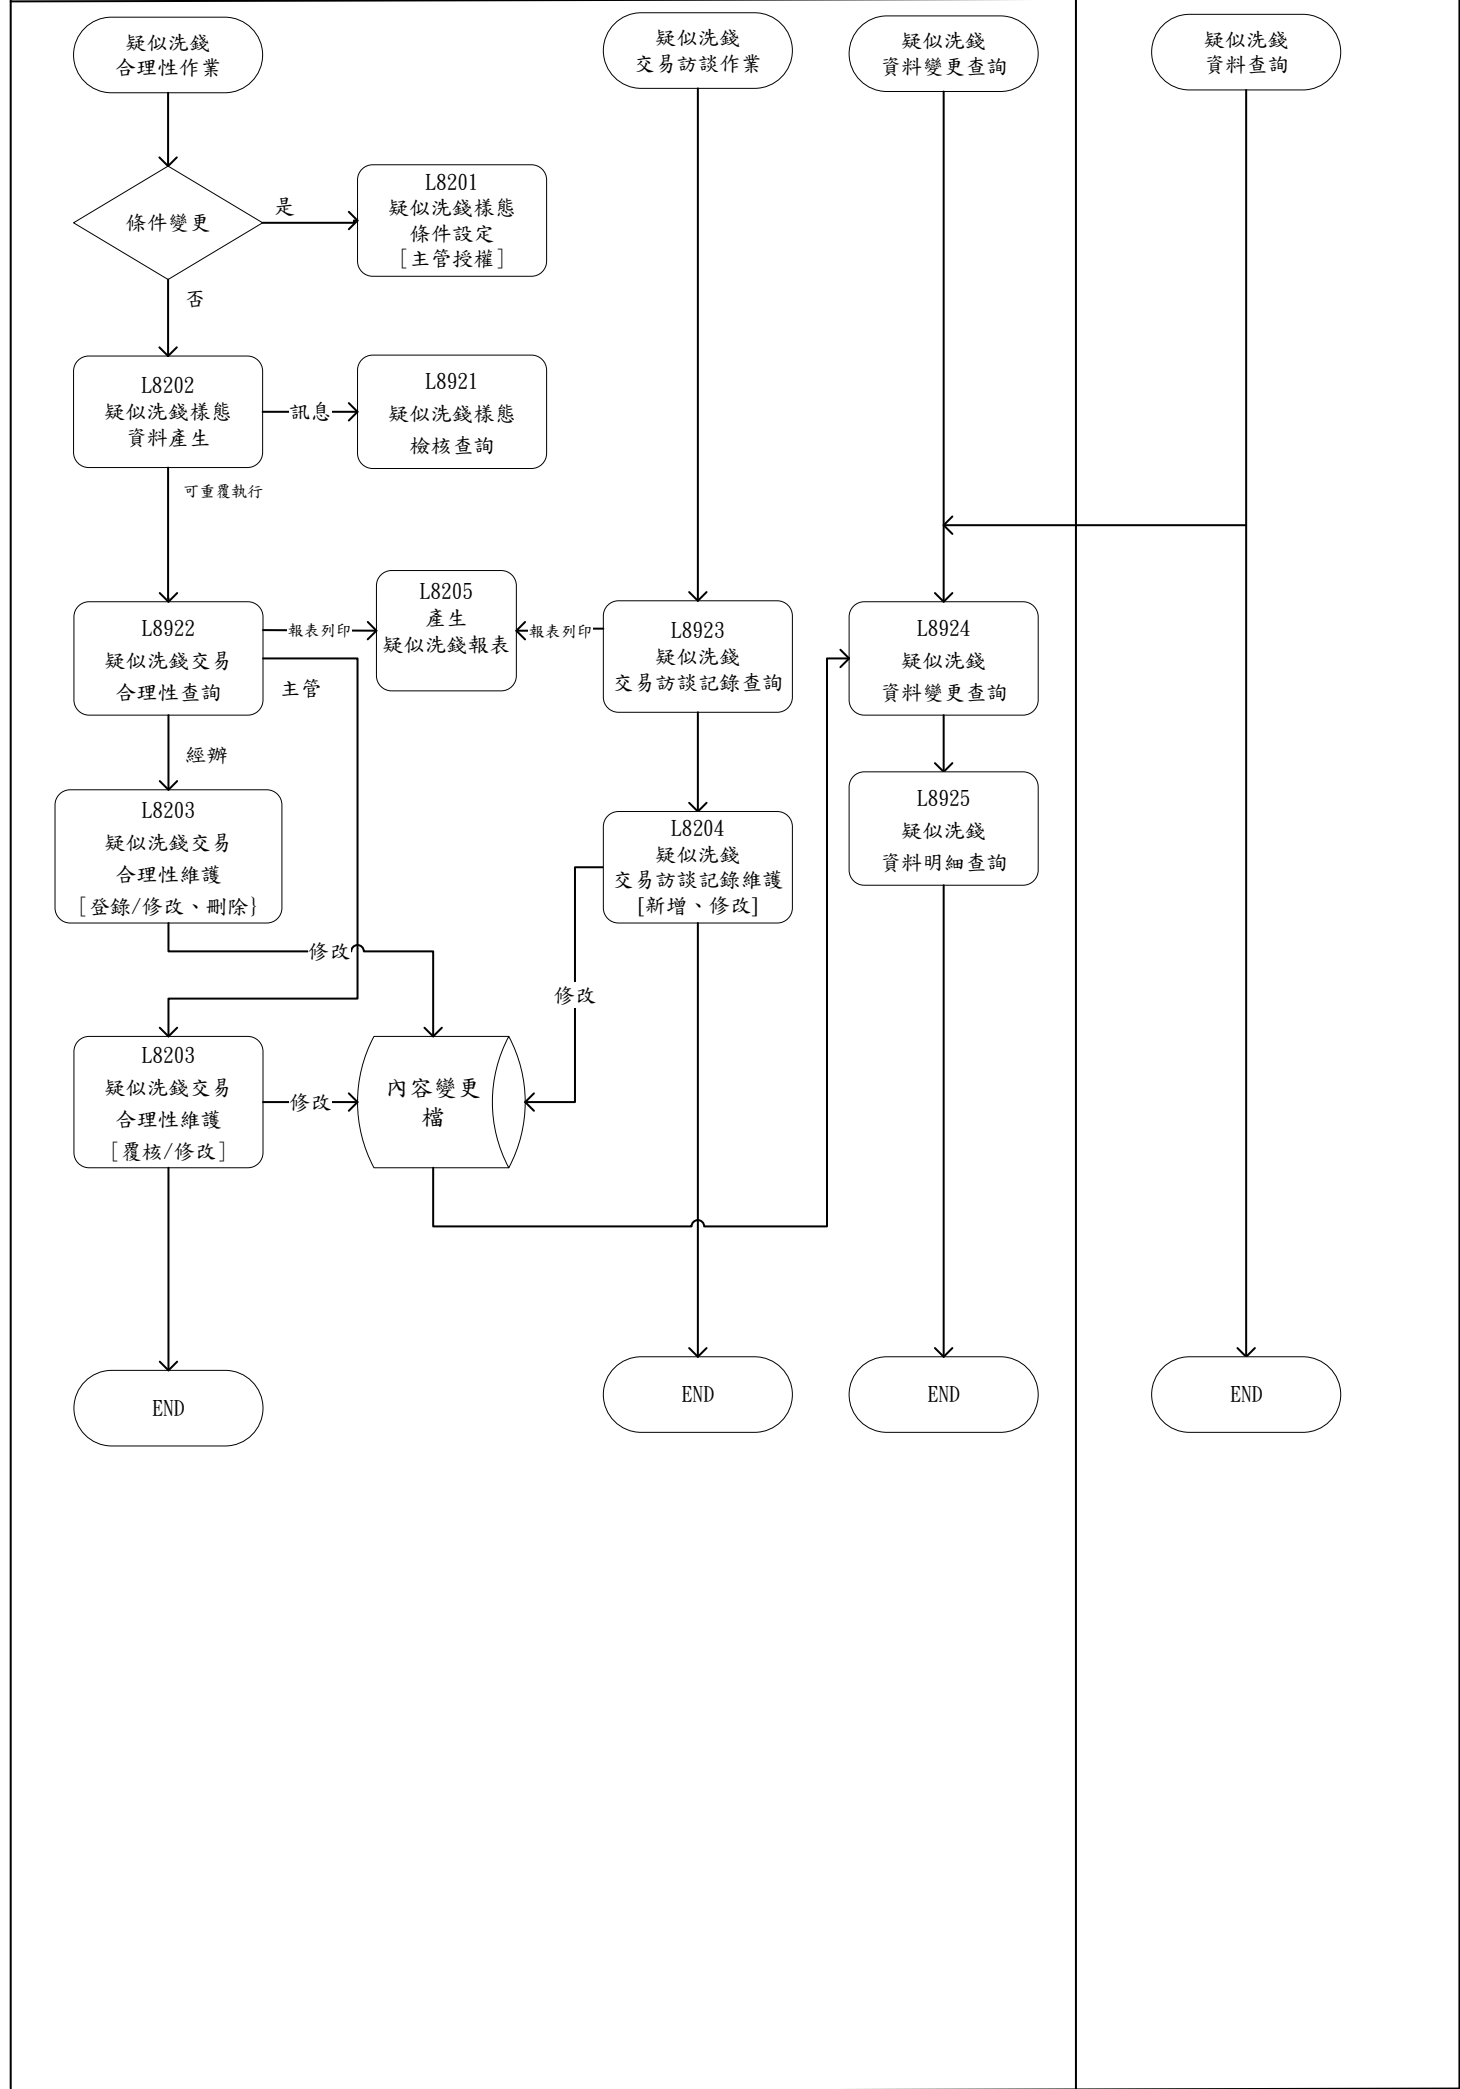 疑似洗錢
合理性作業
疑似洗錢
交易訪談作業
疑似洗錢
資料變更查詢
疑似洗錢
資料查詢
條件變更
是
L8201
疑似洗錢樣態
條件設定
[主管授權]
否
L8202
疑似洗錢樣態
資料產生
訊息
L8921
疑似洗錢樣態
檢核查詢
可重覆執行
L8922
疑似洗錢交易
合理性查詢
報表列印
L8205
產生
疑似洗錢報表
報表列印
L8923
疑似洗錢
交易訪談記錄查詢
L8924
疑似洗錢
資料變更查詢
主管
經辦
L8203
疑似洗錢交易
合理性維護
[登錄/修改、刪除}
L8204
疑似洗錢
交易訪談記錄維護
[新增、修改]
L8925
疑似洗錢
資料明細查詢
修改
修改
L8203
疑似洗錢交易
合理性維護
[覆核/修改]
修改
內容變更
檔
END
END
END
END